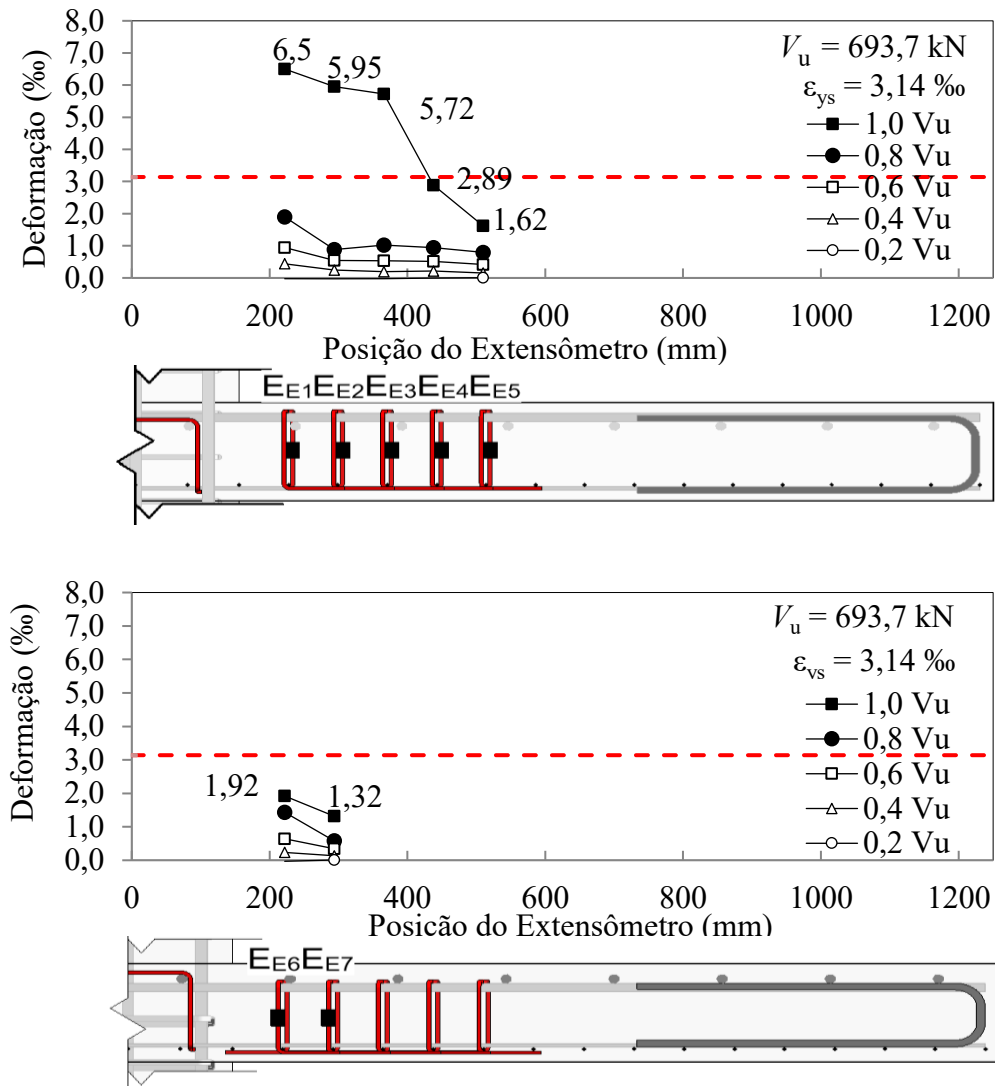 8,0
7,0
6,0
5,0
4,0
3,0
2,0
1,0
0,0
Deformação (‰)
6,5
5,95
5,72
2,89
1,62
Vu = 693,7 kN
εys = 3,14 ‰
1,0 Vu
0,8 Vu
0,6 Vu
0,4 Vu
0,2 Vu
0 200 400 600 800 1000 1200
Posição do Extensômetro (mm)
EE1EE2EE3EE4EE5
8,0
7,0
6,0
5,0
4,0
3,0
2,0
1,0
0,0
Deformação (‰)
1,92
1,32
Vu = 693,7 kN
εys = 3,14 ‰
1,0 Vu
0,8 Vu
0,6 Vu
0,4 Vu
0,2 Vu
0 200 400 600 800 1000 1200
Posição do Extensômetro (mm)
EE6EE7